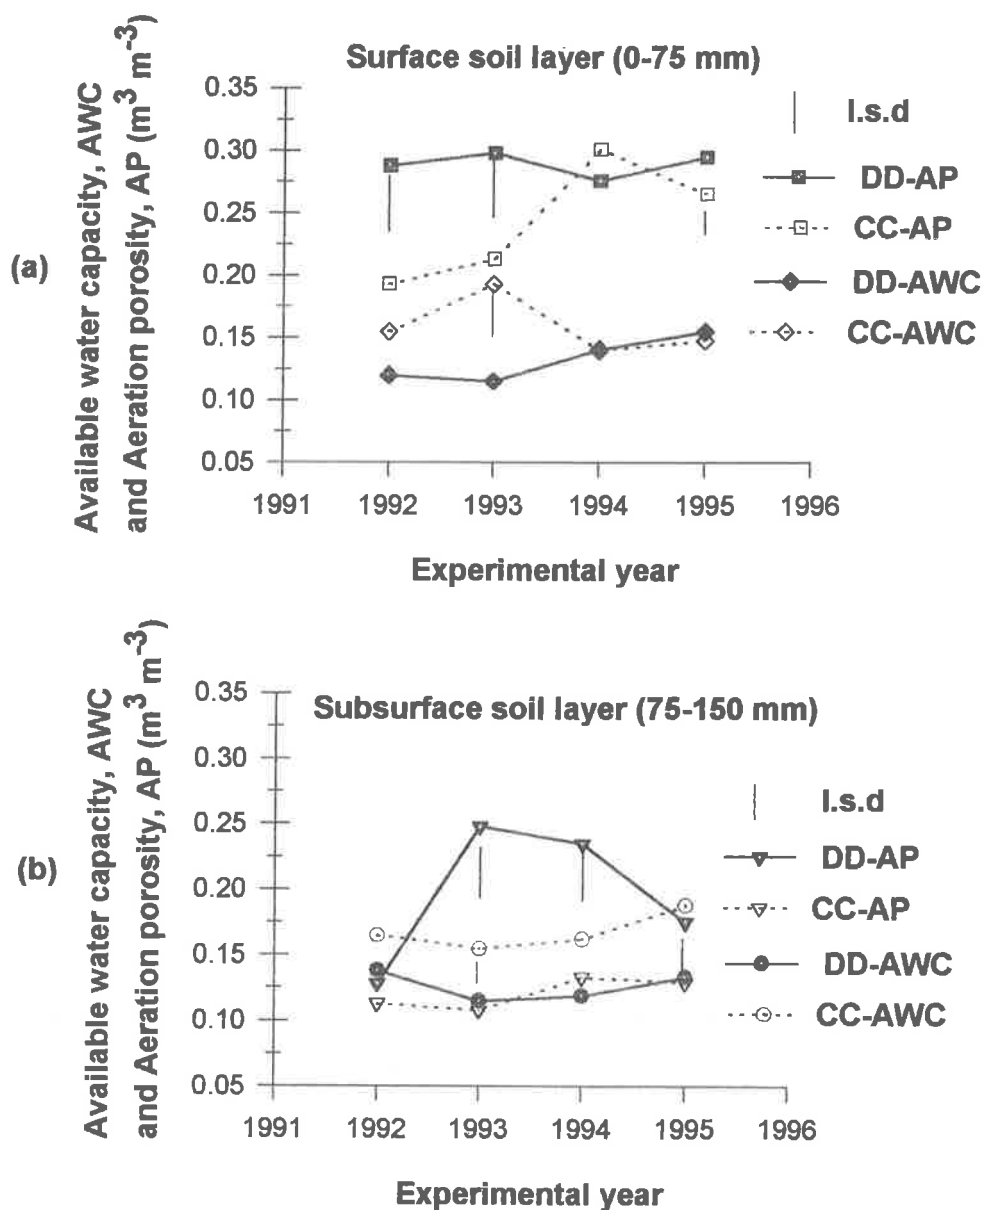 (a)
Available water capacity, AWC
and Aeration porosity, AP (m³ m⁻³)
Surface soil layer (0-75 mm)
0.35
0.30
0.25
0.20
0.15
0.10
0.05
1991 1992 1993 1994 1995 1996
Experimental year
l.s.d
DD-AP
CC-AP
DD-AWC
CC-AWC
(b)
Available water capacity, AWC
and Aeration porosity, AP (m³ m⁻³)
Subsurface soil layer (75-150 mm)
0.35
0.30
0.25
0.20
0.15
0.10
0.05
1991 1992 1993 1994 1995 1996
Experimental year
l.s.d
DD-AP
CC-AP
DD-AWC
CC-AWC